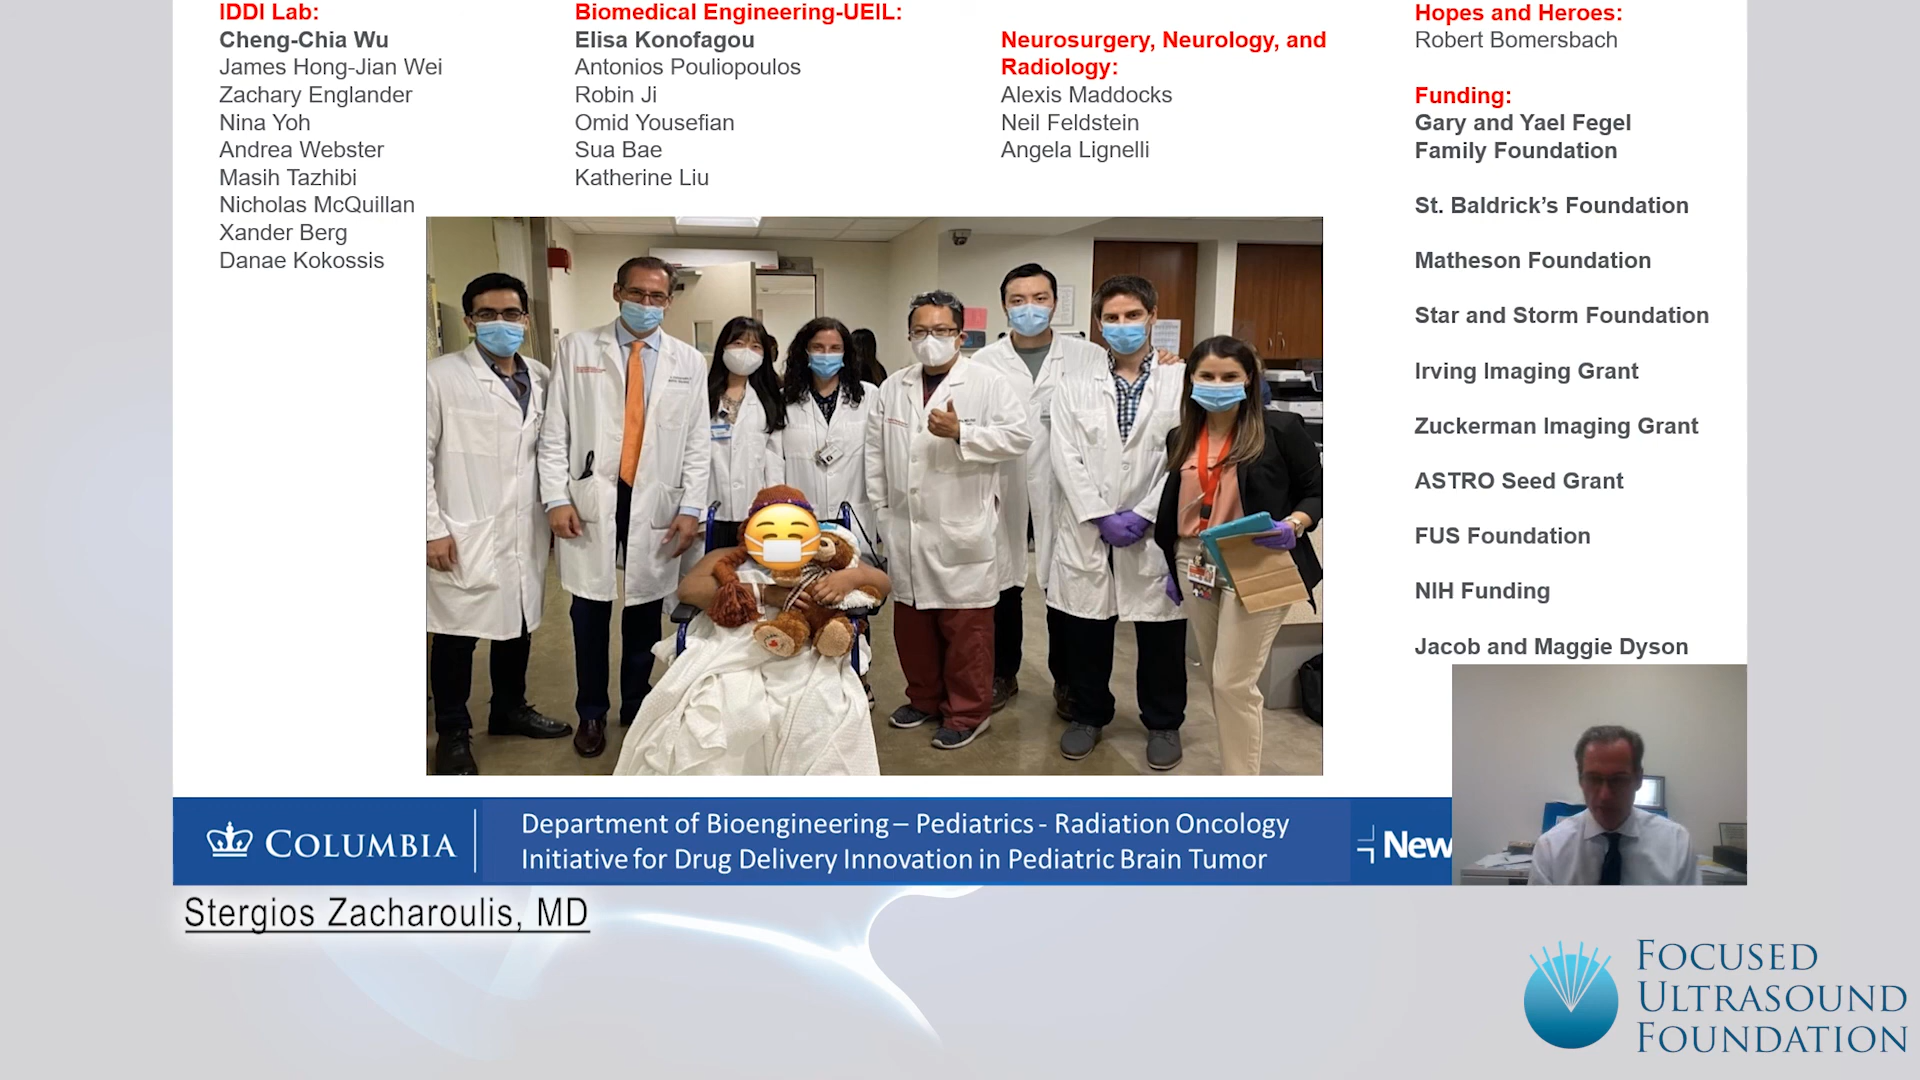 IDDI Lab:
Cheng-Chia Wu
James Hong-Jian Wei
Zachary Englander
Nina Yoh
Andrea Webster
Masih Tazhibi
Nicholas McQuillan
Xander Berg
Danae Kokossis
Biomedical Engineering-UEIL:
Elisa Konofagou
Antonios Pouliopoulos
Robin Ji
Omid Yousefian
Sua Bae
Katherine Liu
Neurosurgery, Neurology, and
Radiology:
Alexis Maddocks
Neil Feldstein
Angela Lignelli
Hopes and Heroes:
Robert Bomersbach
Funding:
Gary and Yael Fegel
Family Foundation
St. Baldrick’s Foundation
Matheson Foundation
Star and Storm Foundation
Irving Imaging Grant
Zuckerman Imaging Grant
ASTRO Seed Grant
FUS Foundation
NIH Funding
Jacob and Maggie Dyson
COLUMBIA
Department of Bioengineering – Pediatrics - Radiation Oncology
Initiative for Drug Delivery Innovation in Pediatric Brain Tumor
New
Stergios Zacharoulis, MD
FOCUSED
ULTRASOUND
FOUNDATION